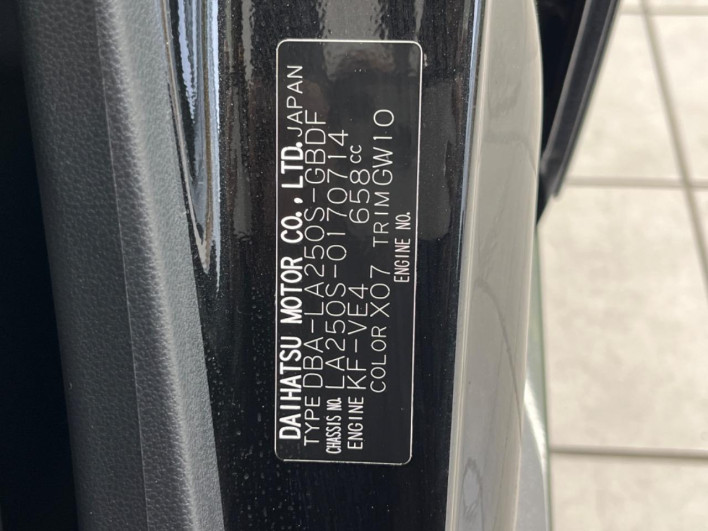 DAIHATSU MOTOR CO., LTD. JAPAN
TYPE DBA-LA250S-GBDF
CHASSIS NO. LA250S-0170714
ENGINE KF-VE4 658cc
COLOR X07 TRIM GW10
ENGINE NO.